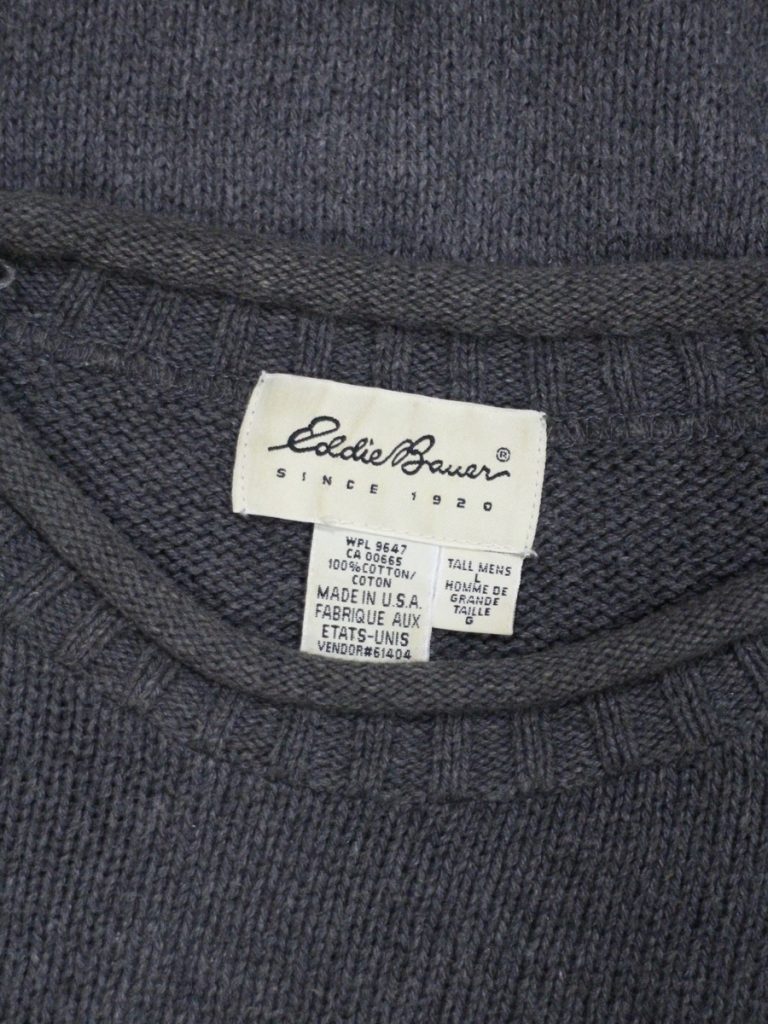 Eddie Bauer®
SINCE 1920
WPL 9647
CA 00665
100% COTTON/
COTON
MADE IN U.S.A.
FABRIQUE AUX
ETATS-UNIS
VENDOR#61404
TALL MENS
L
HOMME DE
GRANDE
TAILLE
G